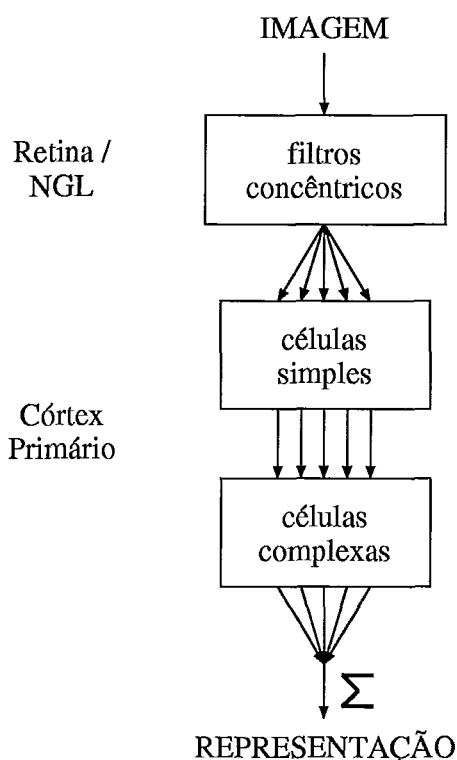 IMAGEM
Retina /
NGL
filtros
concêntricos
células
simples
Córtex
Primário
células
complexas
Σ
REPRESENTAÇÃO